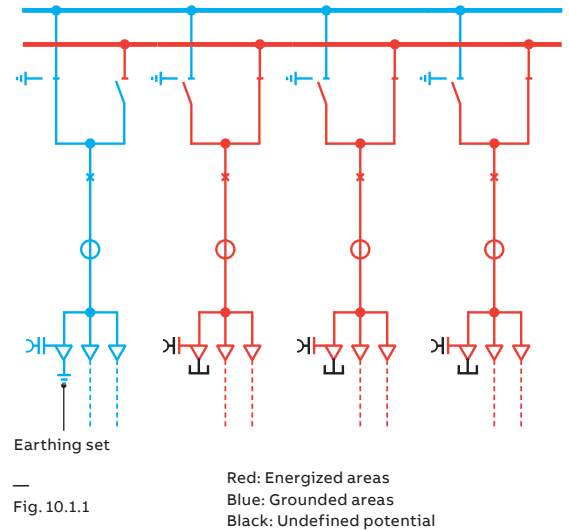 Earthing set
—
Fig. 10.1.1
Red: Energized areas
Blue: Grounded areas
Black: Undefined potential